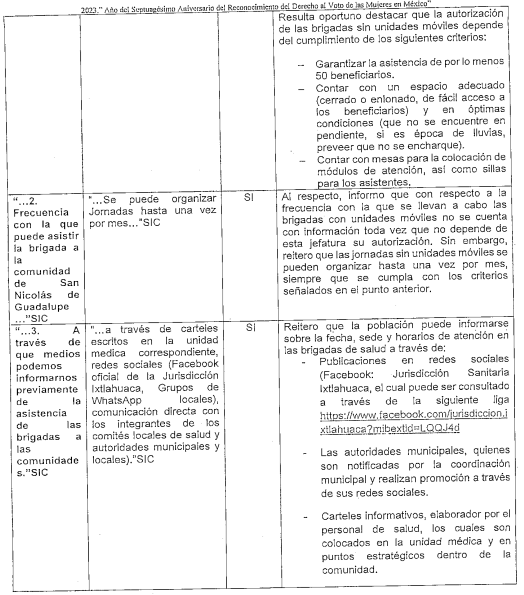 2023." Año del Septuagésimo Aniversario del Reconocimiento del Derecho al Voto de las Mujeres en México"
Resulta oportuno destacar que la autorización
de las brigadas sin unidades móviles depende
del cumplimiento de los siguientes criterios:
– Garantizar la asistencia de por lo menos
50 beneficiarios.
– Contar con un espacio adecuado
(cerrado o enlonado, de fácil acceso a
los beneficiarios) y en óptimas
condiciones (que no se encuentre en
pendiente, si es época de lluvias,
preveer que no se encharque).
– Contar con mesas para la colocación de
módulos de atención, así como sillas
para los asistentes.
"...2.
Frecuencia
con la que
puede asistir
la brigada a
la
comunidad
de San
Nicolás de
Guadalupe
..."SIC
"...Se puede organizar
Jornadas hasta una vez
por mes..."SIC
SI
Al respecto, informo que con respecto a la
frecuencia con la que se llevan a cabo las
brigadas con unidades móviles no se cuenta
con información toda vez que no depende de
esta jefatura su autorización. Sin embargo,
reitero que las jornadas sin unidades móviles se
pueden organizar hasta una vez por mes,
siempre que se cumpla con los criterios
señalados en el punto anterior.
"...3. A
través de
que medios
podemos
informarnos
previamente
de la
asistencia
de las
brigadas a
las
comunidade
s."SIC
"...a través de carteles
escritos en la unidad
medica correspondiente,
redes sociales (Facebook
oficial de la Jurisdicción
Ixtlahuaca, Grupos de
WhatsApp locales),
comunicación directa con
los integrantes de los
comités locales de salud y
autoridades municipales y
locales)."SIC
SI
Reitero que la población puede informarse
sobre la fecha, sede y horarios de atención en
las brigadas de salud a través de:
- Publicaciones en redes sociales
(Facebook: Jurisdicción Sanitaria
Ixtlahuaca, el cual puede ser consultado
a través de la siguiente liga
https://www.facebook.com/jurisdiccion.i
xtlahuaca?mibextid=LQQJ4d
- Las autoridades municipales, quienes
son notificadas por la coordinación
municipal y realizan promoción a través
de sus redes sociales.
- Carteles informativos, elaborador por el
personal de salud, los cuales son
colocados en la unidad médica y en
puntos estratégicos dentro de la
comunidad.